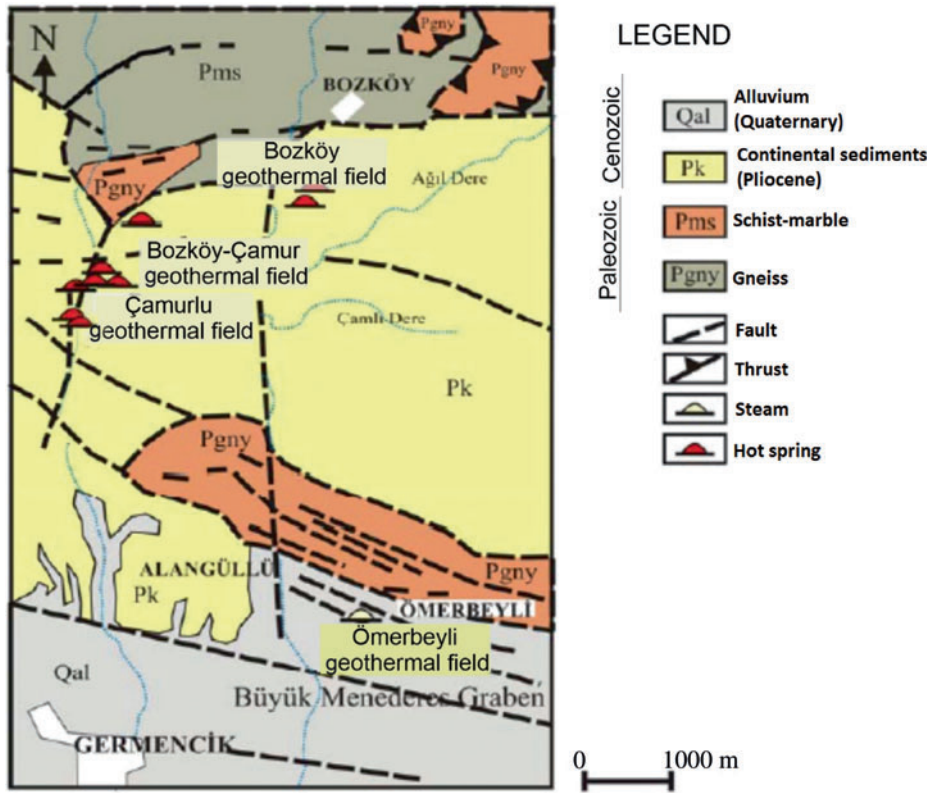 N
Pms
Pgny
Pgny
BOZKÖY
Bozköy
geothermal field
Ağıl Dere
Pgny
Bozköy-Çamur
geothermal field
Çamurlu
geothermal field
Çamlı Dere
Pk
Pgny
ALANGÜLLÜ
Pk
Pgny
ÖMERBEYLİ
Ömerbeyli
geothermal field
Qal
Büyük Menederes Graben
GERMENCİK
LEGEND
Cenozoic
Qal
Alluvium
(Quaternary)
Pk
Continental sediments
(Pliocene)
Paleozoic
Pms
Schist-marble
Pgny
Gneiss
Fault
Thrust
Steam
Hot spring
0
1000 m